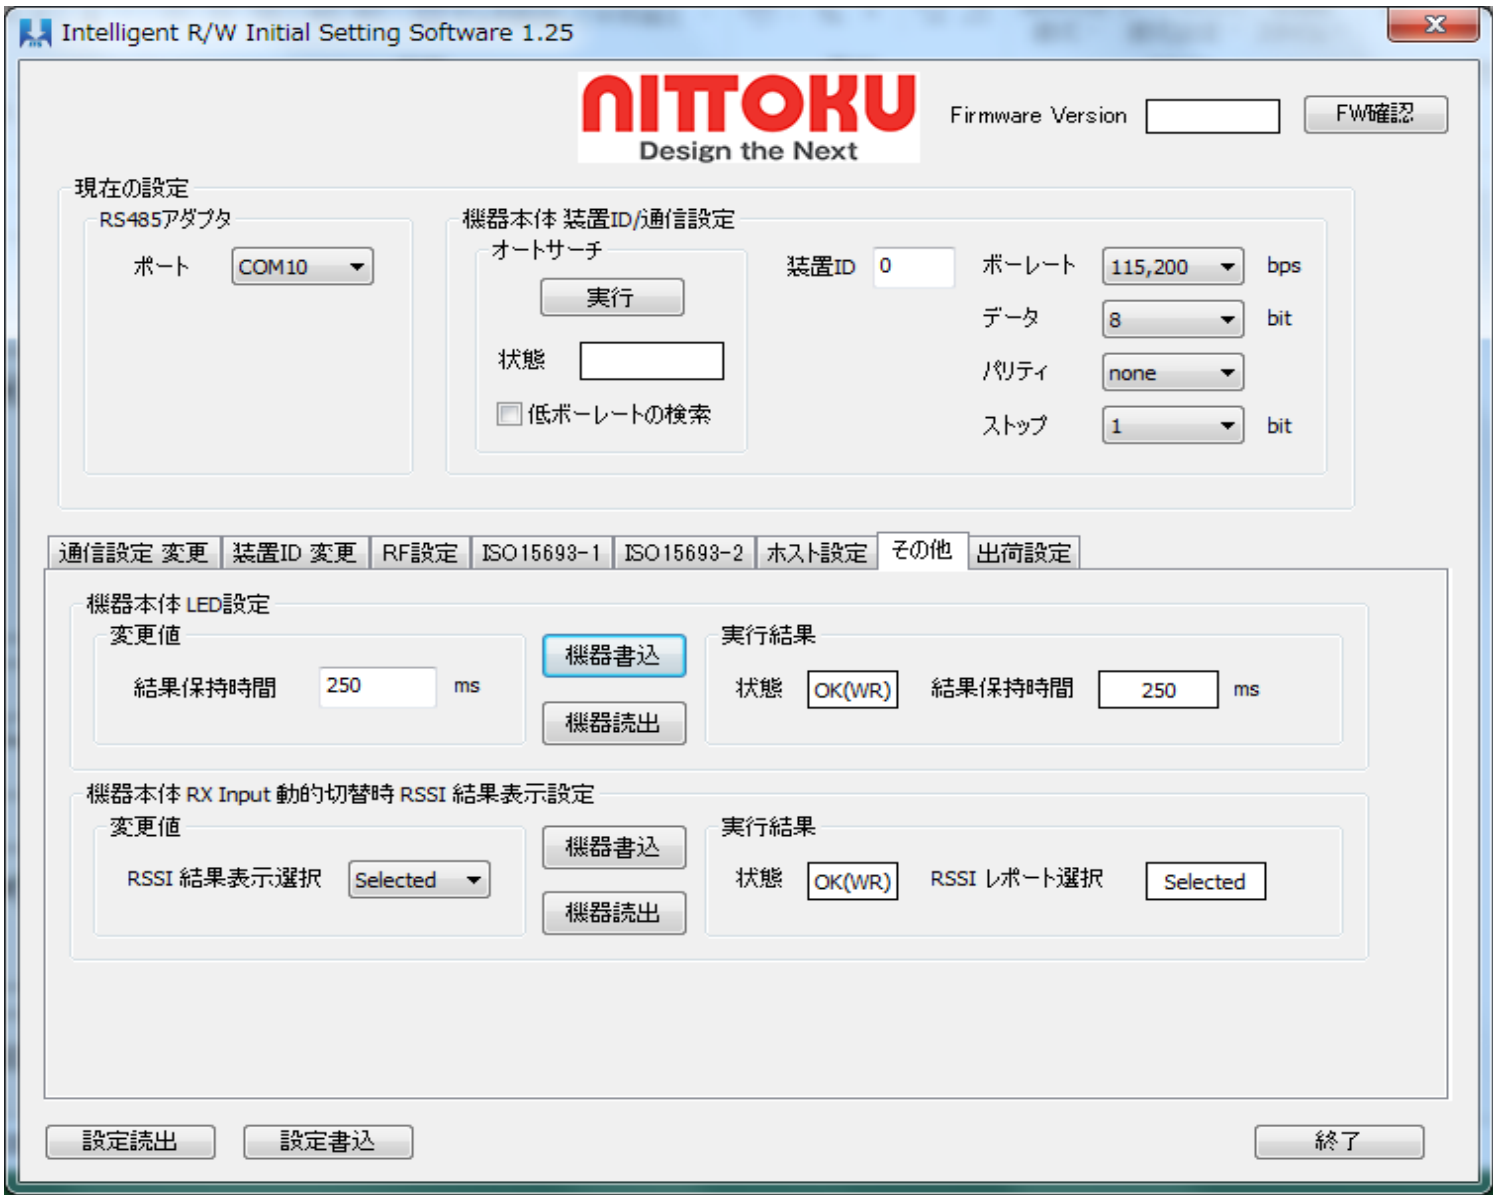 Intelligent R/W Initial Setting Software 1.25
NITTOKU
Design the Next
Firmware Version
FW確認
現在の設定
RS485アダプタ
ポート COM10
機器本体 装置ID/通信設定
オートサーチ
実行
状態
低ボーレートの検索
装置ID 0
ボーレート 115,200 bps
データ 8 bit
パリティ none
ストップ 1 bit
通信設定 変更 装置ID 変更 RF設定 ISO15693-1 ISO15693-2 ホスト設定 その他 出荷設定
機器本体 LED設定
変更値
結果保持時間 250 ms
機器書込
機器読出
実行結果
状態 OK(WR) 結果保持時間 250 ms
機器本体 RX Input 動的切替時 RSSI 結果表示設定
変更値
RSSI 結果表示選択 Selected
機器書込
機器読出
実行結果
状態 OK(WR) RSSI レポート選択 Selected
設定読出 設定書込 終了